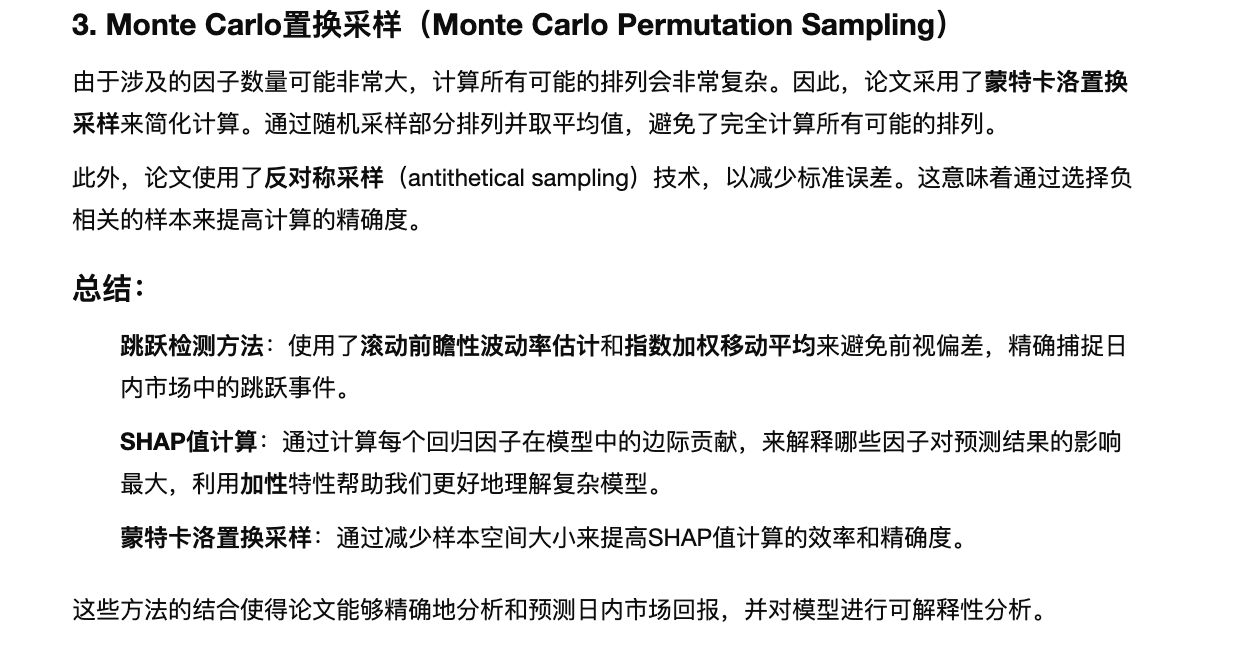 3. Monte Carlo置换采样（Monte Carlo Permutation Sampling）
由于涉及的因子数量可能非常大，计算所有可能的排列会非常复杂。因此，论文采用了蒙特卡洛置换
采样来简化计算。通过随机采样部分排列并取平均值，避免了完全计算所有可能的排列。
此外，论文使用了反对称采样（antithetical sampling）技术，以减少标准误差。这意味着通过选择负
相关的样本来提高计算的精确度。
总结：
跳跃检测方法：使用了滚动前瞻性波动率估计和指数加权移动平均来避免前视偏差，精确捕捉日
内市场中的跳跃事件。
SHAP值计算：通过计算每个回归因子在模型中的边际贡献，来解释哪些因子对预测结果的影响
最大，利用加性特性帮助我们更好地理解复杂模型。
蒙特卡洛置换采样：通过减少样本空间大小来提高SHAP值计算的效率和精确度。
这些方法的结合使得论文能够精确地分析和预测日内市场回报，并对模型进行可解释性分析。